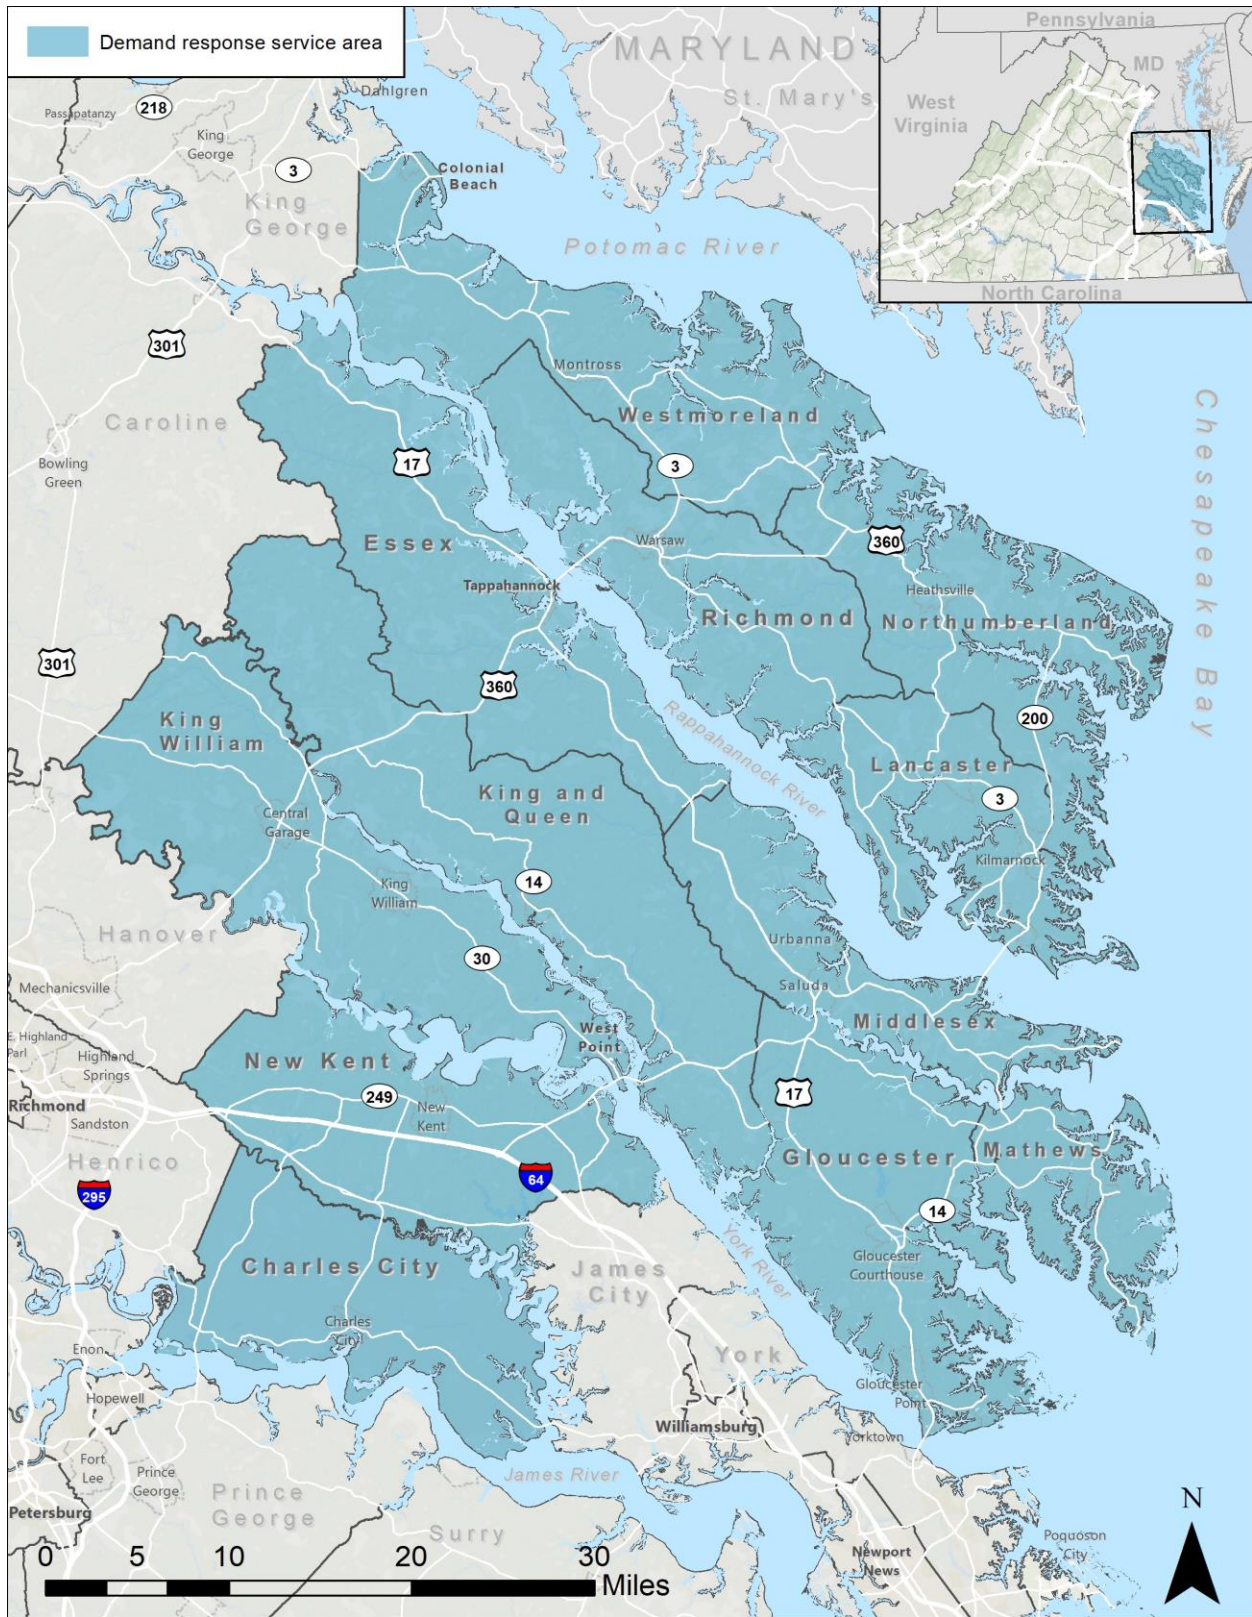 Demand response service area
MARYLAND
St. Mary's
Pennsylvania
MD
West
Virginia
North Carolina
Dahlgren
Passapatanzy
218
King
George
3
King
George
Colonial
Beach
Potomac River
301
Caroline
Bowling
Green
Montross
Westmoreland
17
3
Chesapeake Bay
Essex
Warsaw
360
Tappahannock
Heathsville
Richmond
Northumberland
301
360
King
William
Rappahannock River
200
Lancaster
3
King and
Queen
Central
Garage
Kilmarnock
King
William
14
Hanover
Urbanna
30
Saluda
Mechanicsville
Middlesex
E. Highland
Parl
Highland
Springs
New Kent
West
Point
249
New
Kent
17
Richmond
Sandston
Henrico
Mathews
Gloucester
295
64
14
York River
Charles City
James
City
Gloucester
Courthouse
Charles
City
Enon
York
Hopewell
Gloucester
Point
Williamsburg
Yorktown
Fort
Lee
Prince
George
James River
Prince
George
Petersburg
Surry
Newport
News
Poquoson
City
N
0 5 10 20 30
Miles